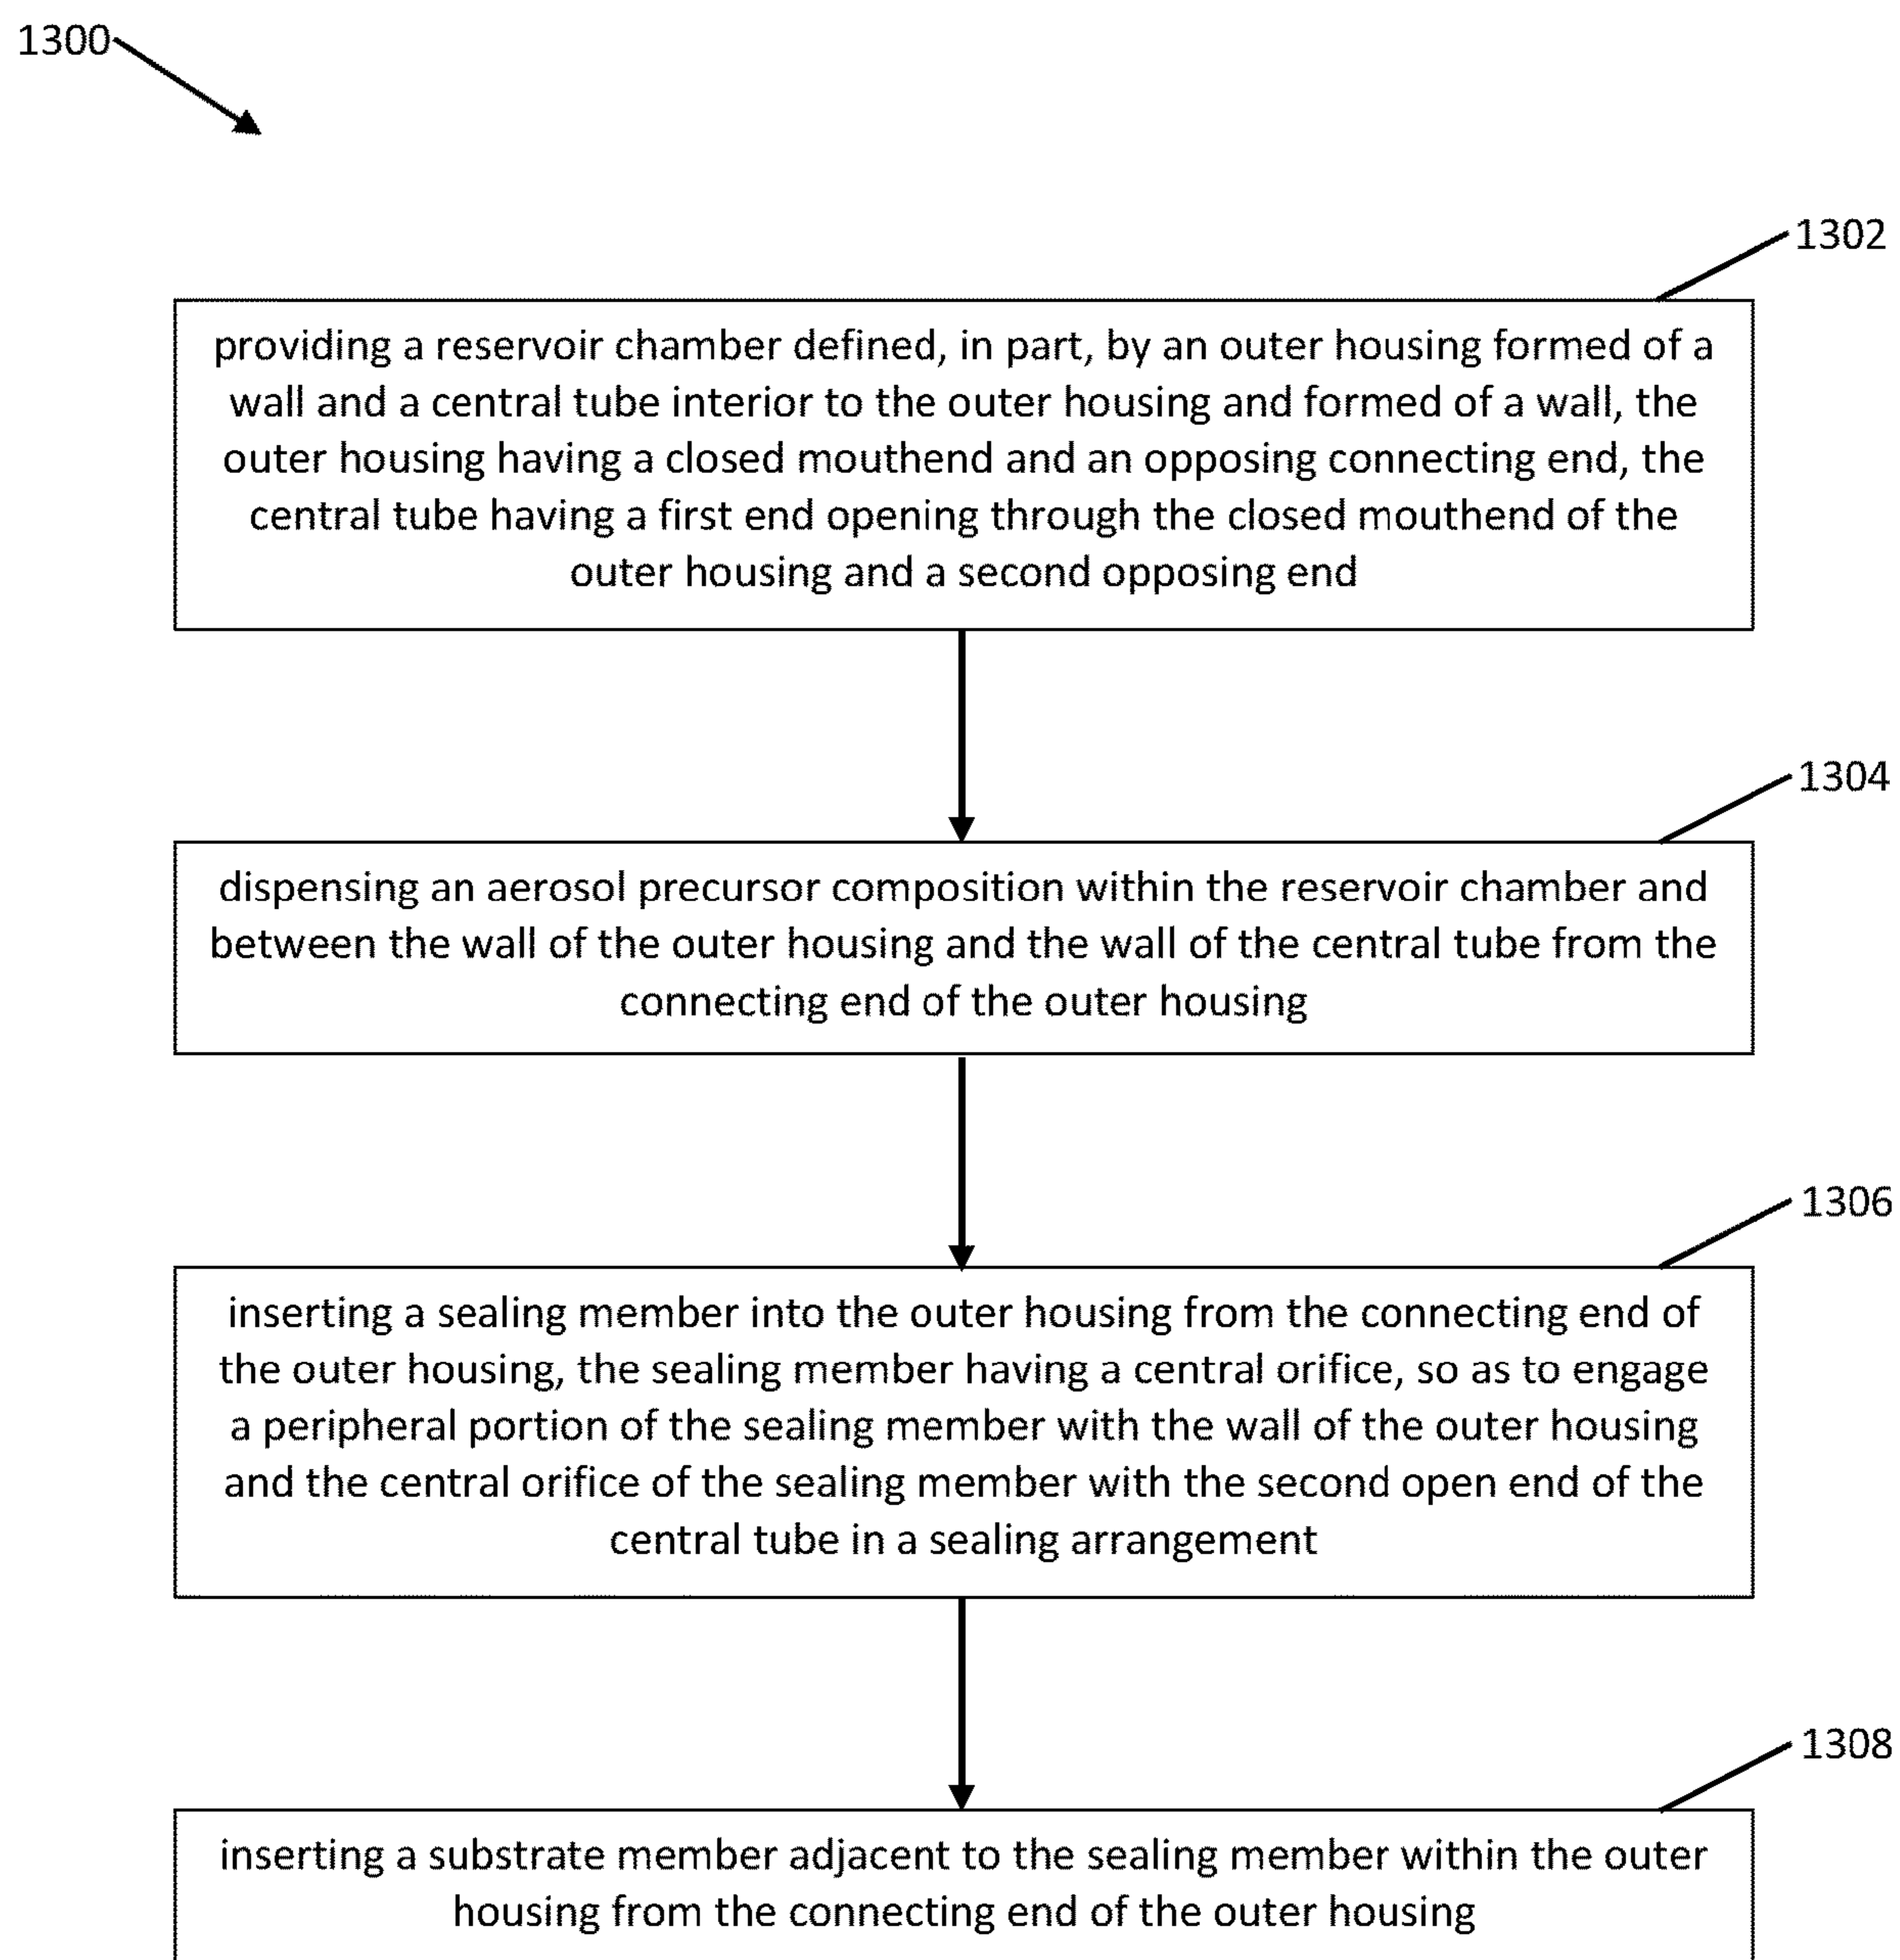 1300
1302
providing a reservoir chamber defined, in part, by an outer housing formed of a
wall and a central tube interior to the outer housing and formed of a wall, the
outer housing having a closed mouthend and an opposing connecting end, the
central tube having a first end opening through the closed mouthend of the
outer housing and a second opposing end
1304
dispensing an aerosol precursor composition within the reservoir chamber and
between the wall of the outer housing and the wall of the central tube from the
connecting end of the outer housing
1306
inserting a sealing member into the outer housing from the connecting end of
the outer housing, the sealing member having a central orifice, so as to engage
a peripheral portion of the sealing member with the wall of the outer housing
and the central orifice of the sealing member with the second open end of the
central tube in a sealing arrangement
1308
inserting a substrate member adjacent to the sealing member within the outer
housing from the connecting end of the outer housing